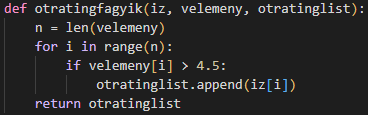 def otratingfagyik(iz, velemeny, otratinglist):
    n = len(velemeny)
    for i in range(n):
        if velemeny[i] > 4.5:
            otratinglist.append(iz[i])
    return otratinglist